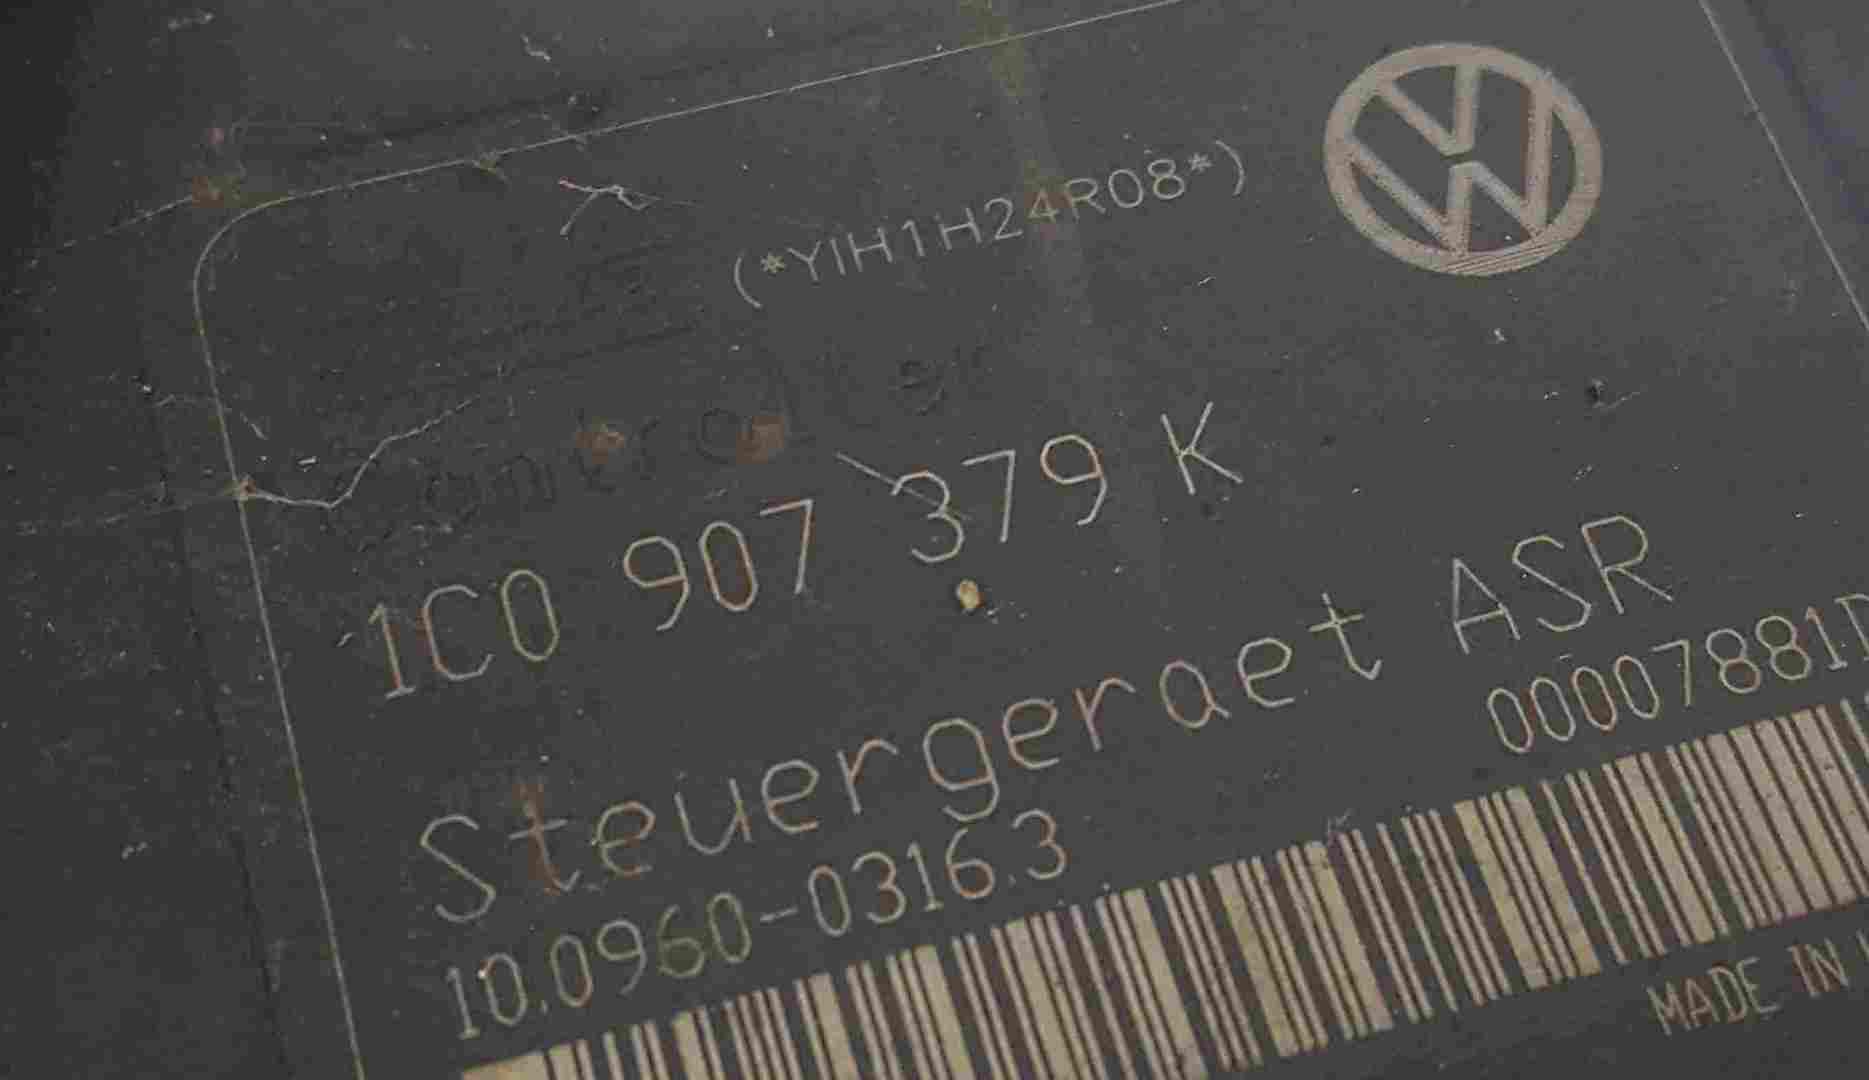 (*YIH1H24R08*)
1C0 907 379 K
Steuergeraet ASR
00007881
10.0960-0316.3
MADE IN